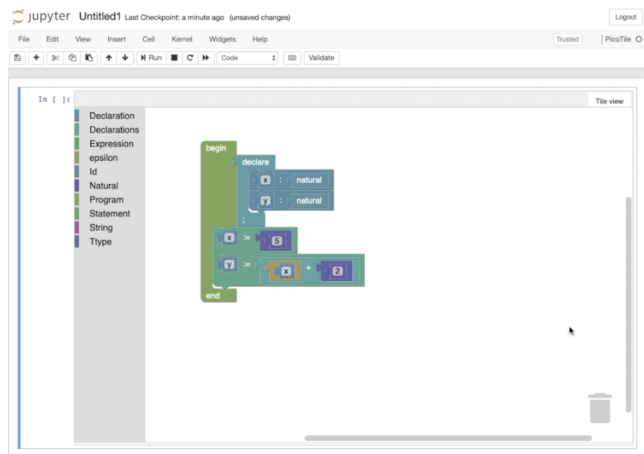 jupyter Untitled1 Last Checkpoint: a minute ago (unsaved changes) Logout
File Edit View Insert Cell Kernel Widgets Help Trusted PicoTile
Run Code Validate
In [ ]: Tile view
Declaration
Declarations
Expression
epsilon
Id
Natural
Program
Statement
String
Ttype
begin
declare
x : natural
y : natural
;
x := 5
y := x + 2
end